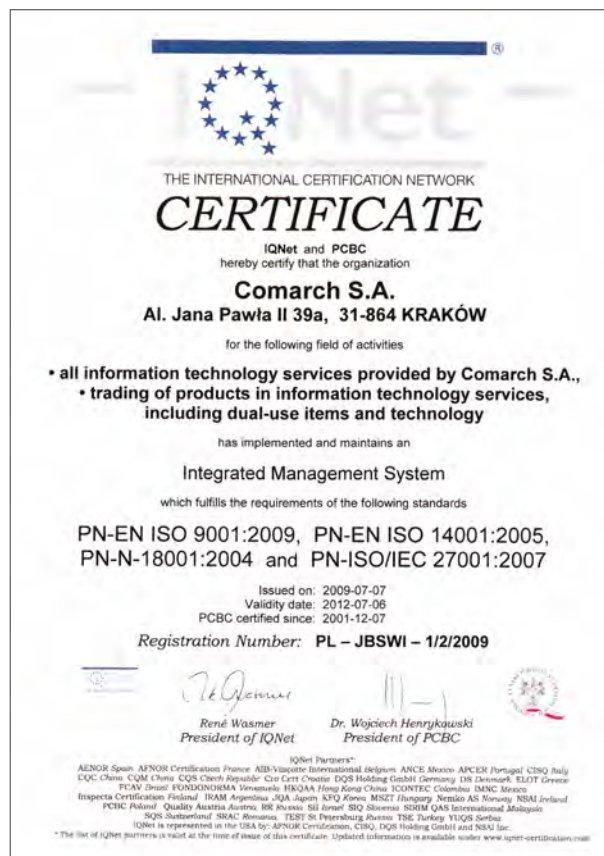 IQNet
®
THE INTERNATIONAL CERTIFICATION NETWORK
CERTIFICATE
IQNet and PCBC
hereby certify that the organization
Comarch S.A.
Al. Jana Pawła II 39a, 31-864 KRAKÓW
for the following field of activities
• all information technology services provided by Comarch S.A.,
• trading of products in information technology services,
including dual-use items and technology
has implemented and maintains an
Integrated Management System
which fulfills the requirements of the following standards
PN-EN ISO 9001:2009, PN-EN ISO 14001:2005,
PN-N-18001:2004 and PN-ISO/IEC 27001:2007
Issued on: 2009-07-07
Validity date: 2012-07-06
PCBC certified since: 2001-12-07
Registration Number: PL – JBSWI – 1/2/2009
René Wasmer
President of IQNet
Dr. Wojciech Henrykowski
President of PCBC
IQNet Partners*:
AENOR Spain AFNOR Certification France AIB-Vinçotte International Belgium ANCE Mexico APCER Portugal CISQ Italy
CQC China CQM China CQS Czech Republic Cro Cert Croatia DQS Holding GmbH Germany DS Denmark ELOT Greece
FCAV Brazil FONDONORMA Venezuela HKQAA Hong Kong China ICONTEC Colombia IMNC Mexico
Inspecta Certification Finland IRAM Argentina JQA Japan KFQ Korea MSZT Hungary Nemko AS Norway NSAI Ireland
PCBC Poland Quality Austria Austria RR Russia SII Israel SIQ Slovenia SIRIM QAS International Malaysia
SQS Switzerland SRAC Romania TEST St Petersburg Russia TSE Turkey YUQS Serbia
IQNet is represented in the USA by: AFNOR Certification, CISQ, DQS Holding GmbH and NSAI Inc.
* The list of IQNet partners is valid at the time of issue of this certificate. Updated information is available under www.iqnet-certification.com